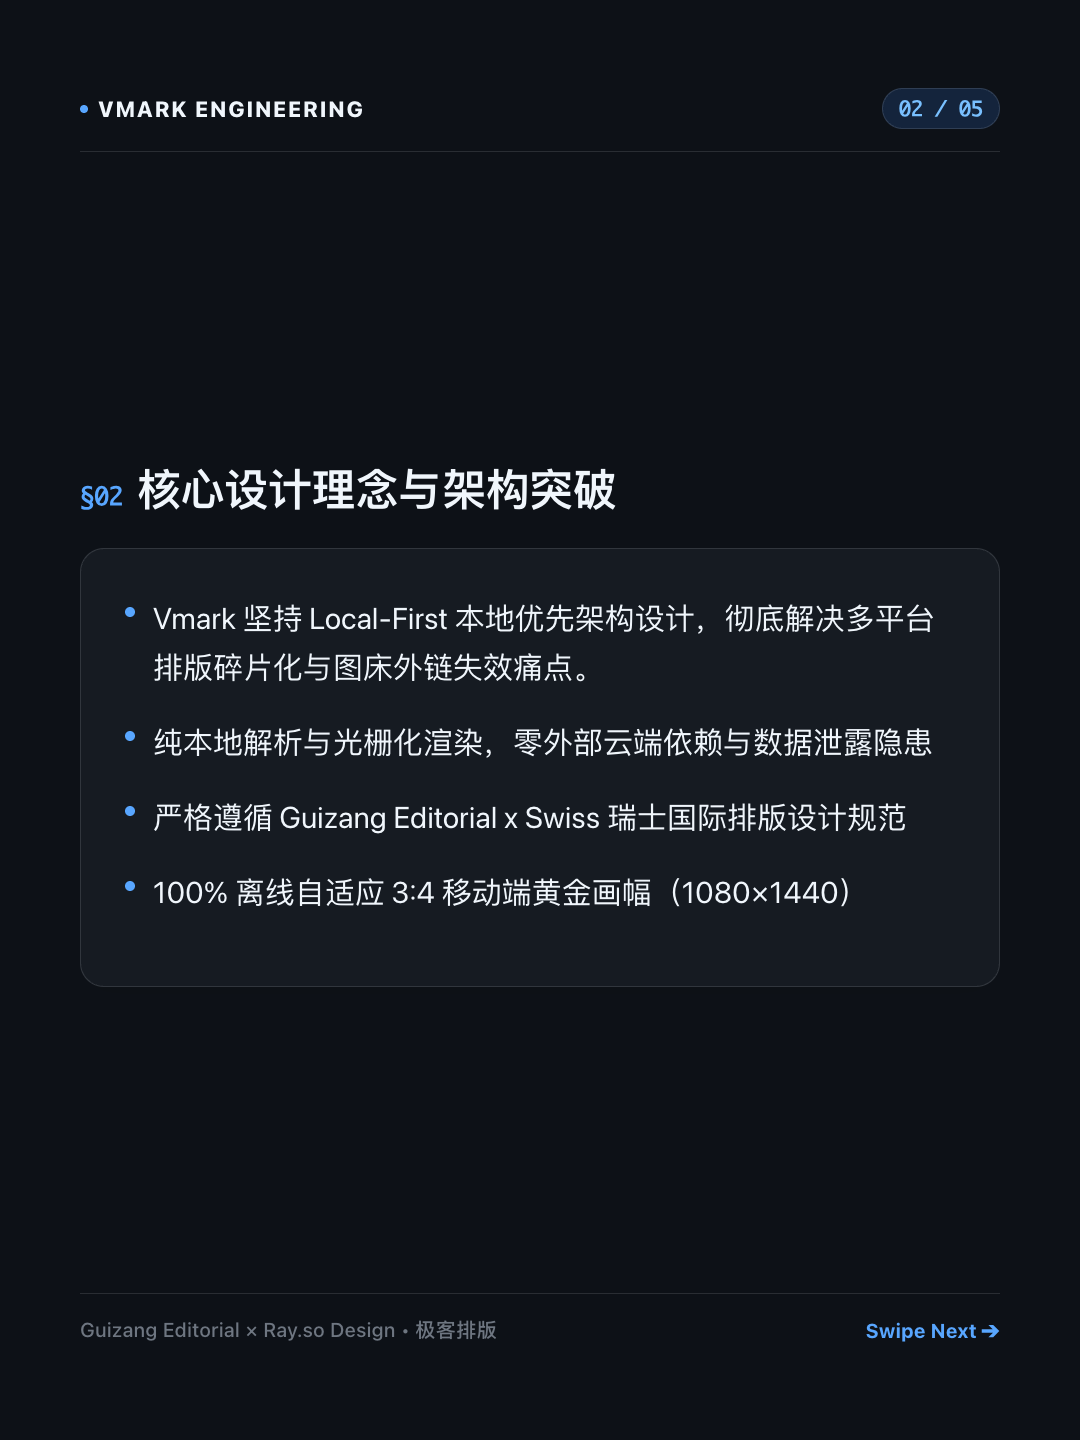 VMARK ENGINEERING
02 / 05
§02 核心设计理念与架构突破
• Vmark 坚持 Local-First 本地优先架构设计，彻底解决多平台
排版碎片化与图床外链失效痛点。
• 纯本地解析与光栅化渲染，零外部云端依赖与数据泄露隐患
• 严格遵循 Guizang Editorial x Swiss 瑞士国际排版设计规范
• 100% 离线自适应 3:4 移动端黄金画幅（1080×1440）
Guizang Editorial × Ray.so Design • 极客排版
Swipe Next ➔